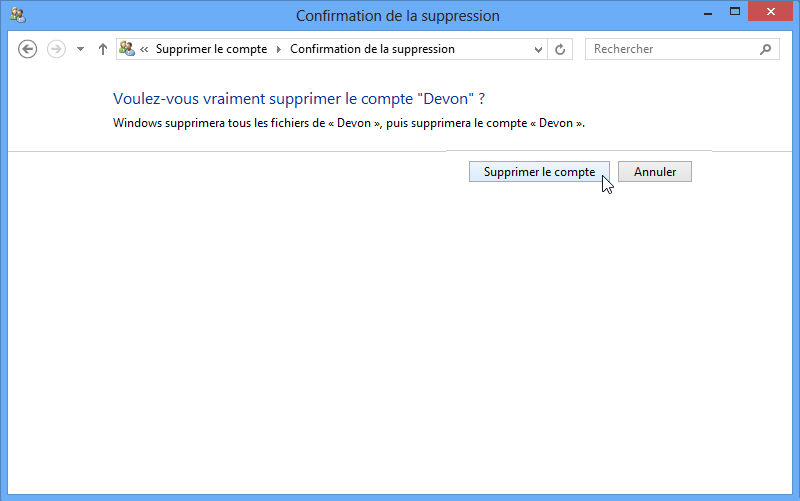 Confirmation de la suppression
« Supprimer le compte Confirmation de la suppression Rechercher
Voulez-vous vraiment supprimer le compte "Devon" ?
Windows supprimera tous les fichiers de « Devon », puis supprimera le compte « Devon ».
Supprimer le compte Annuler